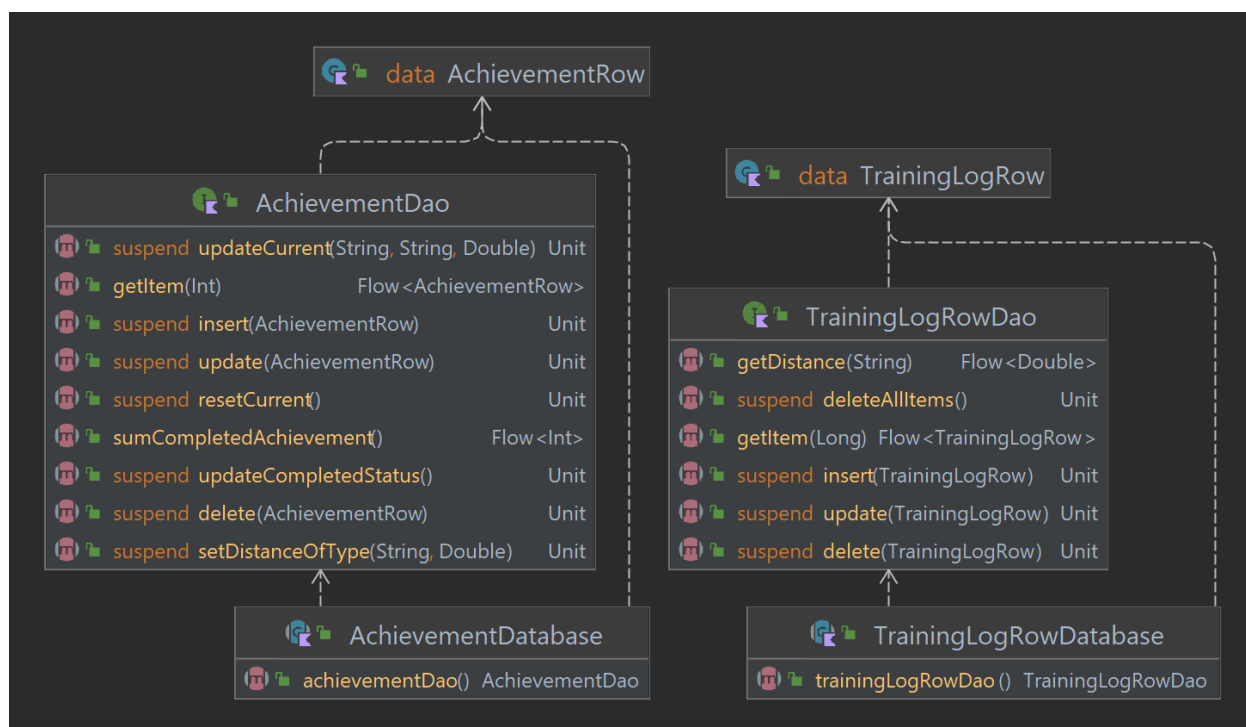 data AchievementRow
AchievementDao
suspend updateCurrent(String, String, Double) Unit
getItem(Int) Flow<AchievementRow>
suspend insert(AchievementRow) Unit
suspend update(AchievementRow) Unit
suspend resetCurrent() Unit
sumCompletedAchievement() Flow<Int>
suspend updateCompletedStatus() Unit
suspend delete(AchievementRow) Unit
suspend setDistanceOfType(String, Double) Unit
AchievementDatabase
achievementDao() AchievementDao
data TrainingLogRow
TrainingLogRowDao
getDistance(String) Flow<Double>
suspend deleteAllItems() Unit
getItem(Long) Flow<TrainingLogRow>
suspend insert(TrainingLogRow) Unit
suspend update(TrainingLogRow) Unit
suspend delete(TrainingLogRow) Unit
TrainingLogRowDatabase
trainingLogRowDao() TrainingLogRowDao